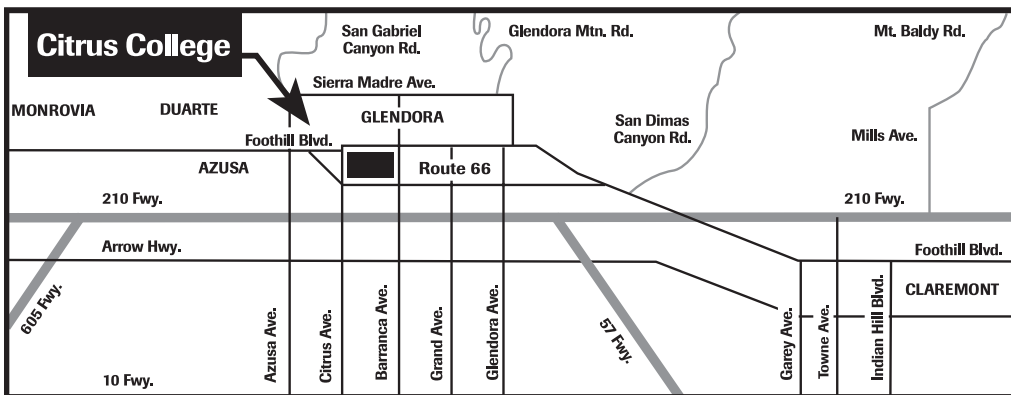 San Gabriel
Canyon Rd.
Glendora Mtn. Rd.
Mt. Baldy Rd.
Citrus College
Sierra Madre Ave.
MONROVIA
DUARTE
GLENDORA
San Dimas
Canyon Rd.
Mills Ave.
Foothill Blvd.
AZUSA
Route 66
210 Fwy.
210 Fwy.
Arrow Hwy.
Foothill Blvd.
605 Fwy.
Azusa Ave.
Citrus Ave.
Barranca Ave.
Grand Ave.
Glendora Ave.
57 Fwy.
Garey Ave.
Towne Ave.
Indian Hill Blvd.
CLAREMONT
10 Fwy.